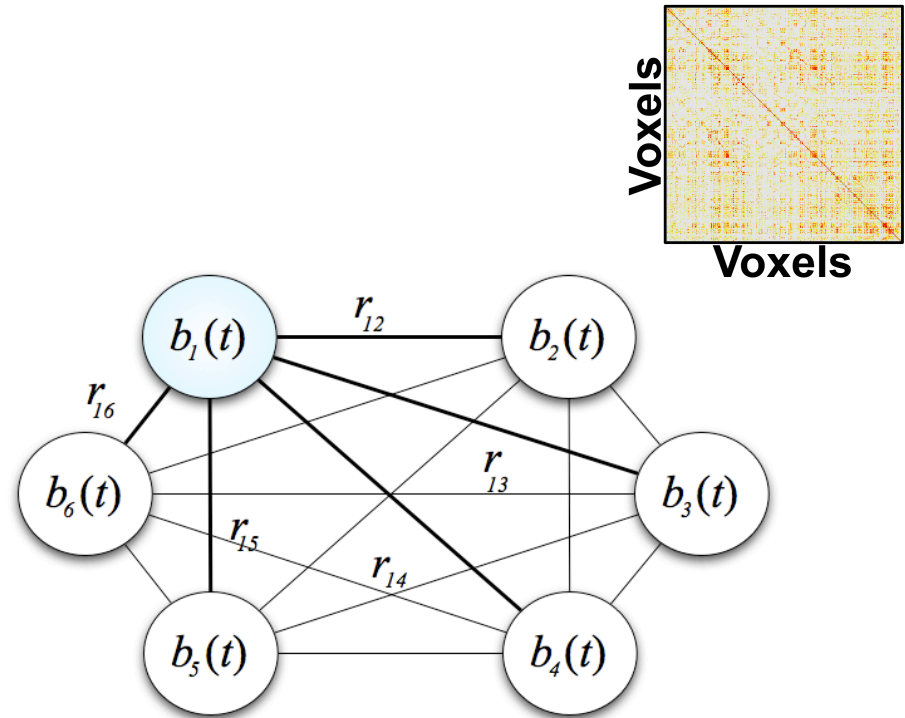 Voxels
Voxels
r₁₂
b₁(t)
b₂(t)
r₁₆
r₁₃
b₆(t)
b₃(t)
r₁₅
r₁₄
b₅(t)
b₄(t)